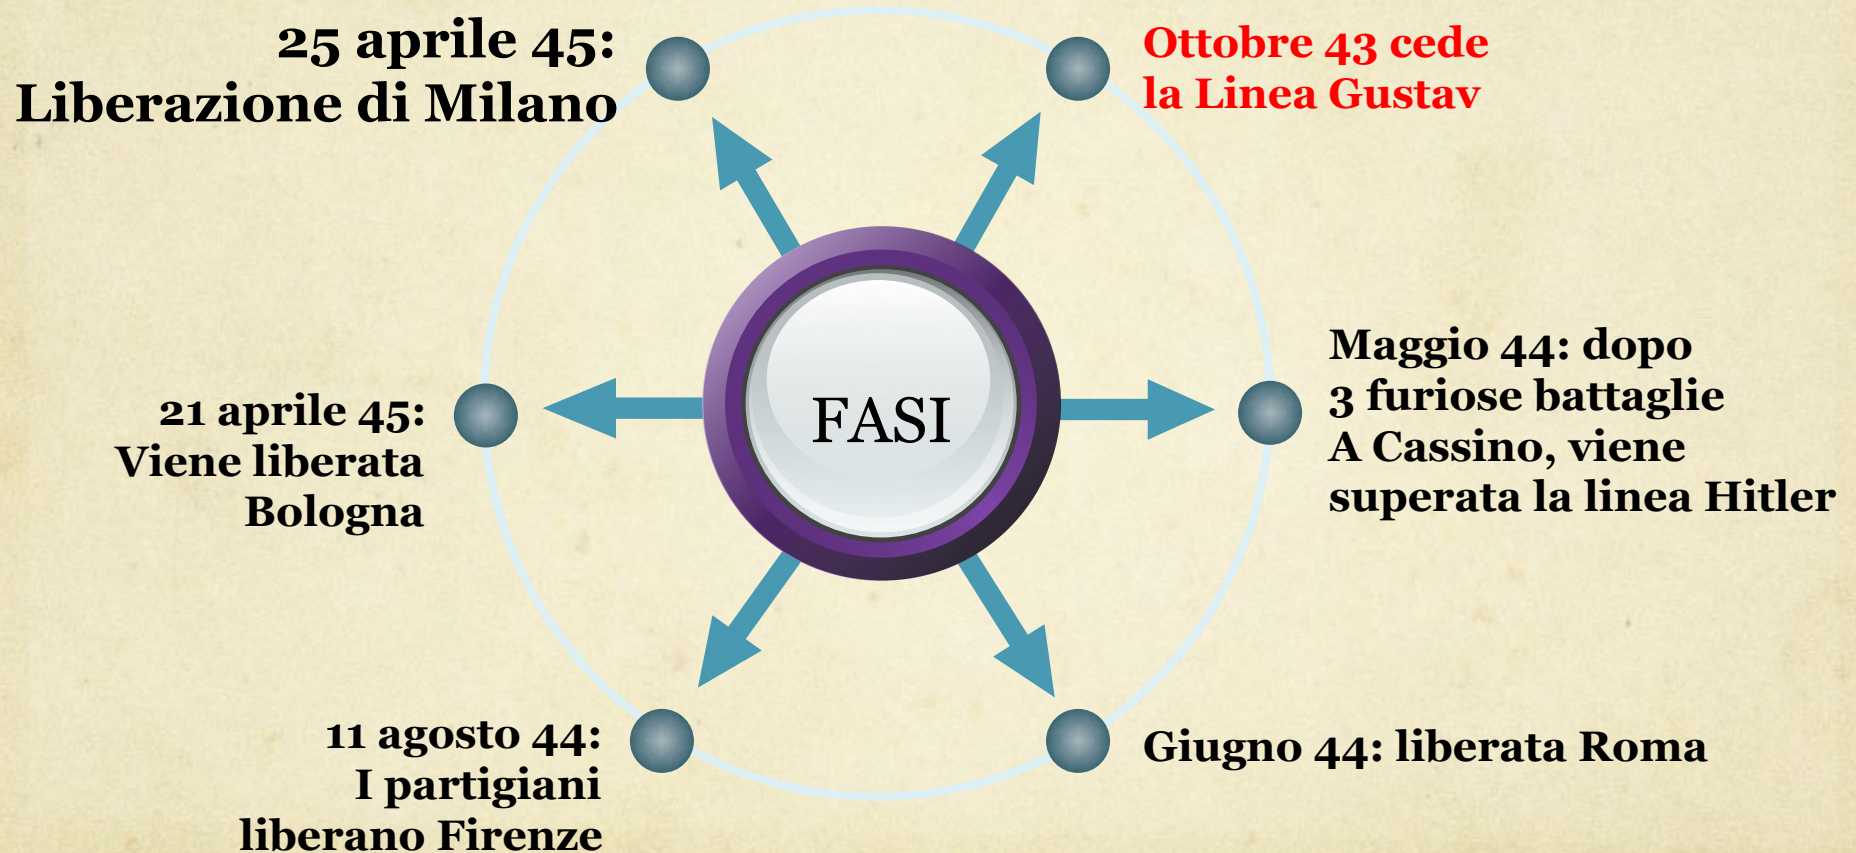 25 aprile 45:
Liberazione di Milano
Ottobre 43 cede
la Linea Gustav
Maggio 44: dopo
3 furiose battaglie
A Cassino, viene
superata la linea Hitler
FASI
21 aprile 45:
Viene liberata
Bologna
11 agosto 44:
I partigiani
liberano Firenze
Giugno 44: liberata Roma